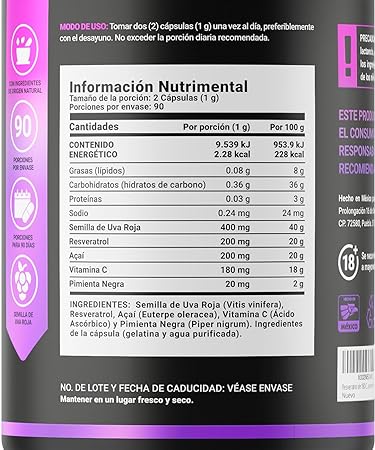 MODO DE USO: Tomar dos (2) cápsulas (1 g) una vez al día, preferiblemente
con el desayuno. No exceder la porción diaria recomendada.
CON INGREDIENTES
DE ORIGEN NATURAL
90
PORCIONES
POR ENVASE
PORCIONES
PARA 90 DÍAS
SEMILLA DE
UVA ROJA
Información Nutrimental
Tamaño de la porción: 2 Cápsulas (1 g)
Porciones por envase: 90
Cantidades Por porción (1 g) Por 100 g
CONTENIDO 9.539 kJ 953.9 kJ
ENERGÉTICO 2.28 kcal 228 kcal
Grasas (lípidos) 0.08 g 8 g
Carbohidratos (hidratos de carbono) 0.36 g 36 g
Proteínas 0.03 g 3 g
Sodio 0.24 mg 24 mg
Semilla de Uva Roja 400 mg 40 g
Resveratrol 200 mg 20 g
Açaí 200 mg 20 g
Vitamina C 180 mg 18 g
Pimienta Negra 20 mg 2 g
INGREDIENTES: Semilla de Uva Roja (Vitis vinifera),
Resveratrol, Açaí (Euterpe oleracea), Vitamina C (Ácido
Ascórbico) y Pimienta Negra (Piper nigrum). Ingredientes
de la cápsula (gelatina y agua purificada).
NO. DE LOTE Y FECHA DE CADUCIDAD: VÉASE ENVASE
Mantener en un lugar fresco y seco.
!
ESTE PROD
EL CONSUM
RESPONSAB
RECOMIEN
Hecho en México
CP. 72580, Puebla
18+
HECHO EN
MÉXICO
Nuevo